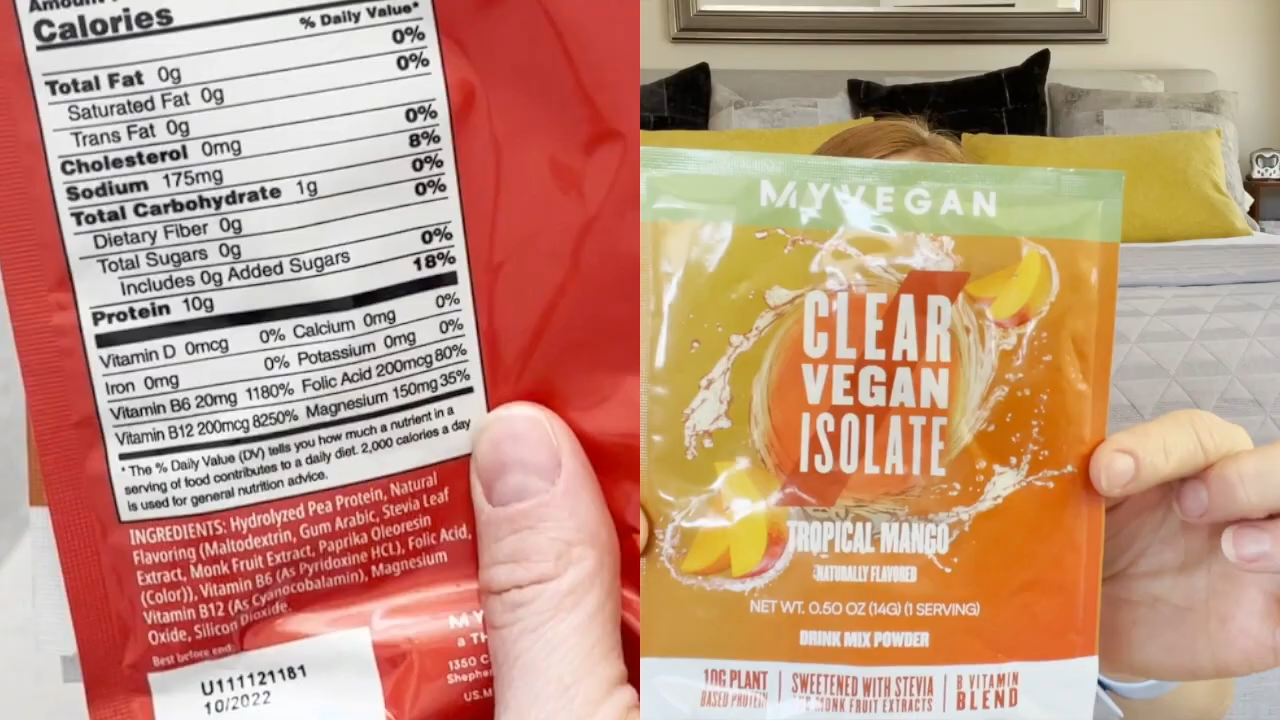 Calories
% Daily Value*
0%
Total Fat 0g
0%
Saturated Fat 0g
Trans Fat 0g
0%
Cholesterol 0mg
8%
Sodium 175mg
0%
Total Carbohydrate 1g
0%
Dietary Fiber 0g
Total Sugars 0g
0%
Includes 0g Added Sugars
18%
Protein 10g
Vitamin D 0mcg 0% Calcium 0mg 0%
Iron 0mg 0% Potassium 0mg 0%
Vitamin B6 20mg 1180% Folic Acid 200mcg 80%
Vitamin B12 200mcg 8250% Magnesium 150mg 35%
* The % Daily Value (DV) tells you how much a nutrient in a
serving of food contributes to a daily diet. 2,000 calories a day
is used for general nutrition advice.
INGREDIENTS: Hydrolyzed Pea Protein, Natural
Flavoring (Maltodextrin, Gum Arabic, Stevia Leaf
Extract, Monk Fruit Extract, Paprika Oleoresin
(Color)), Vitamin B6 (As Pyridoxine HCL), Folic Acid,
Vitamin B12 (As Cyanocobalamin), Magnesium
Oxide, Silicon Dioxide.
Best before end:
U111121181
10/2022
MY
a TH
1350 C
Shepher
US.M
MYVEGAN
CLEAR
VEGAN
ISOLATE
TROPICAL MANGO
NATURALLY FLAVORED
NET WT. 0.50 OZ (14G) (1 SERVING)
DRINK MIX POWDER
10G PLANT
BASED PROTEIN
SWEETENED WITH STEVIA
MONK FRUIT EXTRACTS
B VITAMIN
BLEND